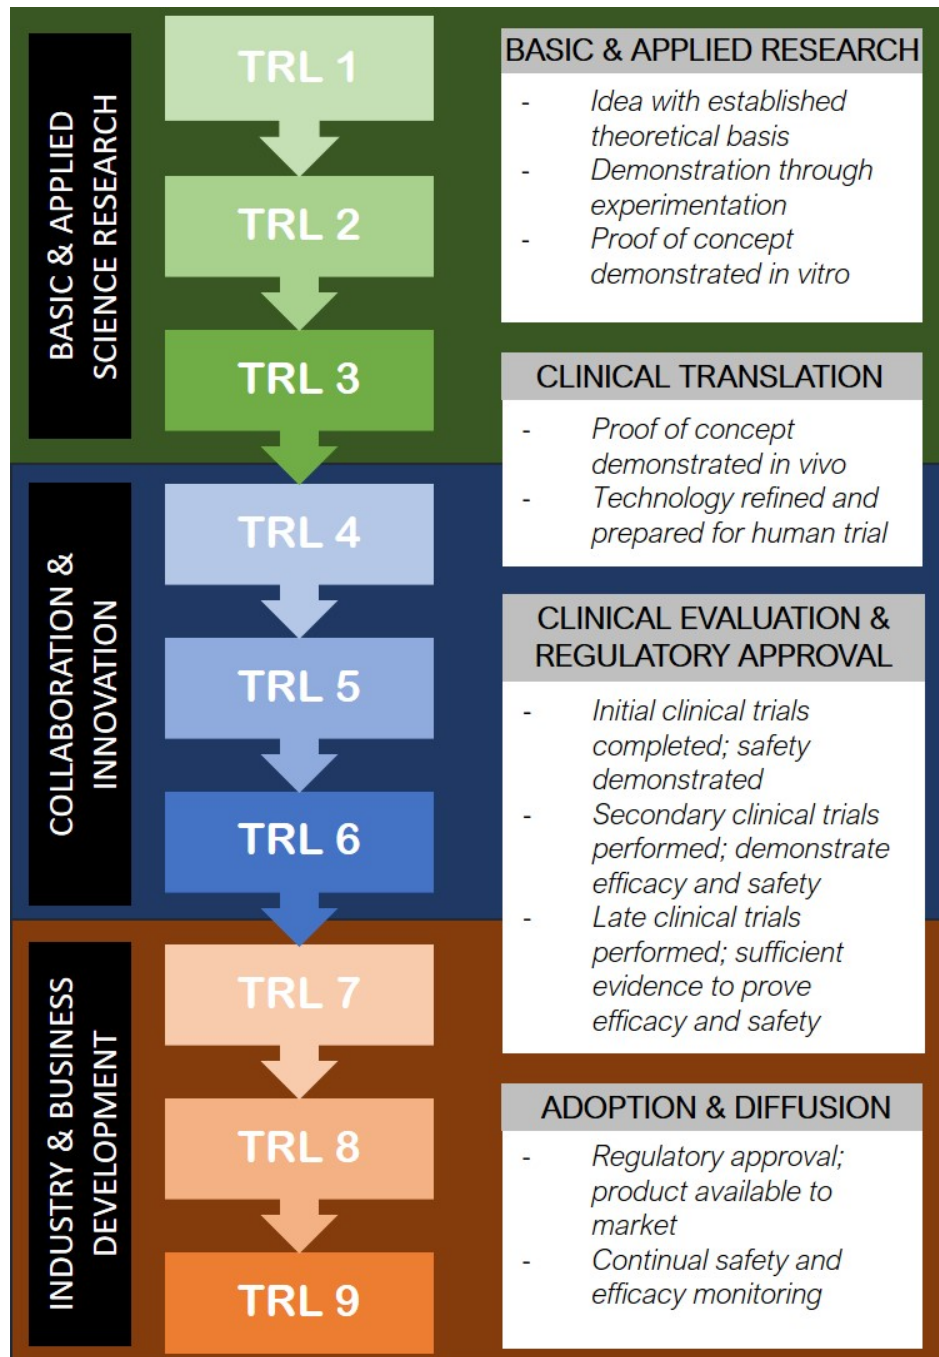 BASIC & APPLIED
SCIENCE RESEARCH
TRL 1
TRL 2
TRL 3
BASIC & APPLIED RESEARCH
- Idea with established
theoretical basis
- Demonstration through
experimentation
- Proof of concept
demonstrated in vitro
CLINICAL TRANSLATION
- Proof of concept
demonstrated in vivo
- Technology refined and
prepared for human trial
COLLABORATION &
INNOVATION
TRL 4
TRL 5
TRL 6
CLINICAL EVALUATION &
REGULATORY APPROVAL
- Initial clinical trials
completed; safety
demonstrated
- Secondary clinical trials
performed; demonstrate
efficacy and safety
- Late clinical trials
performed; sufficient
evidence to prove
efficacy and safety
INDUSTRY & BUSINESS
DEVELOPMENT
TRL 7
TRL 8
TRL 9
ADOPTION & DIFFUSION
- Regulatory approval;
product available to
market
- Continual safety and
efficacy monitoring